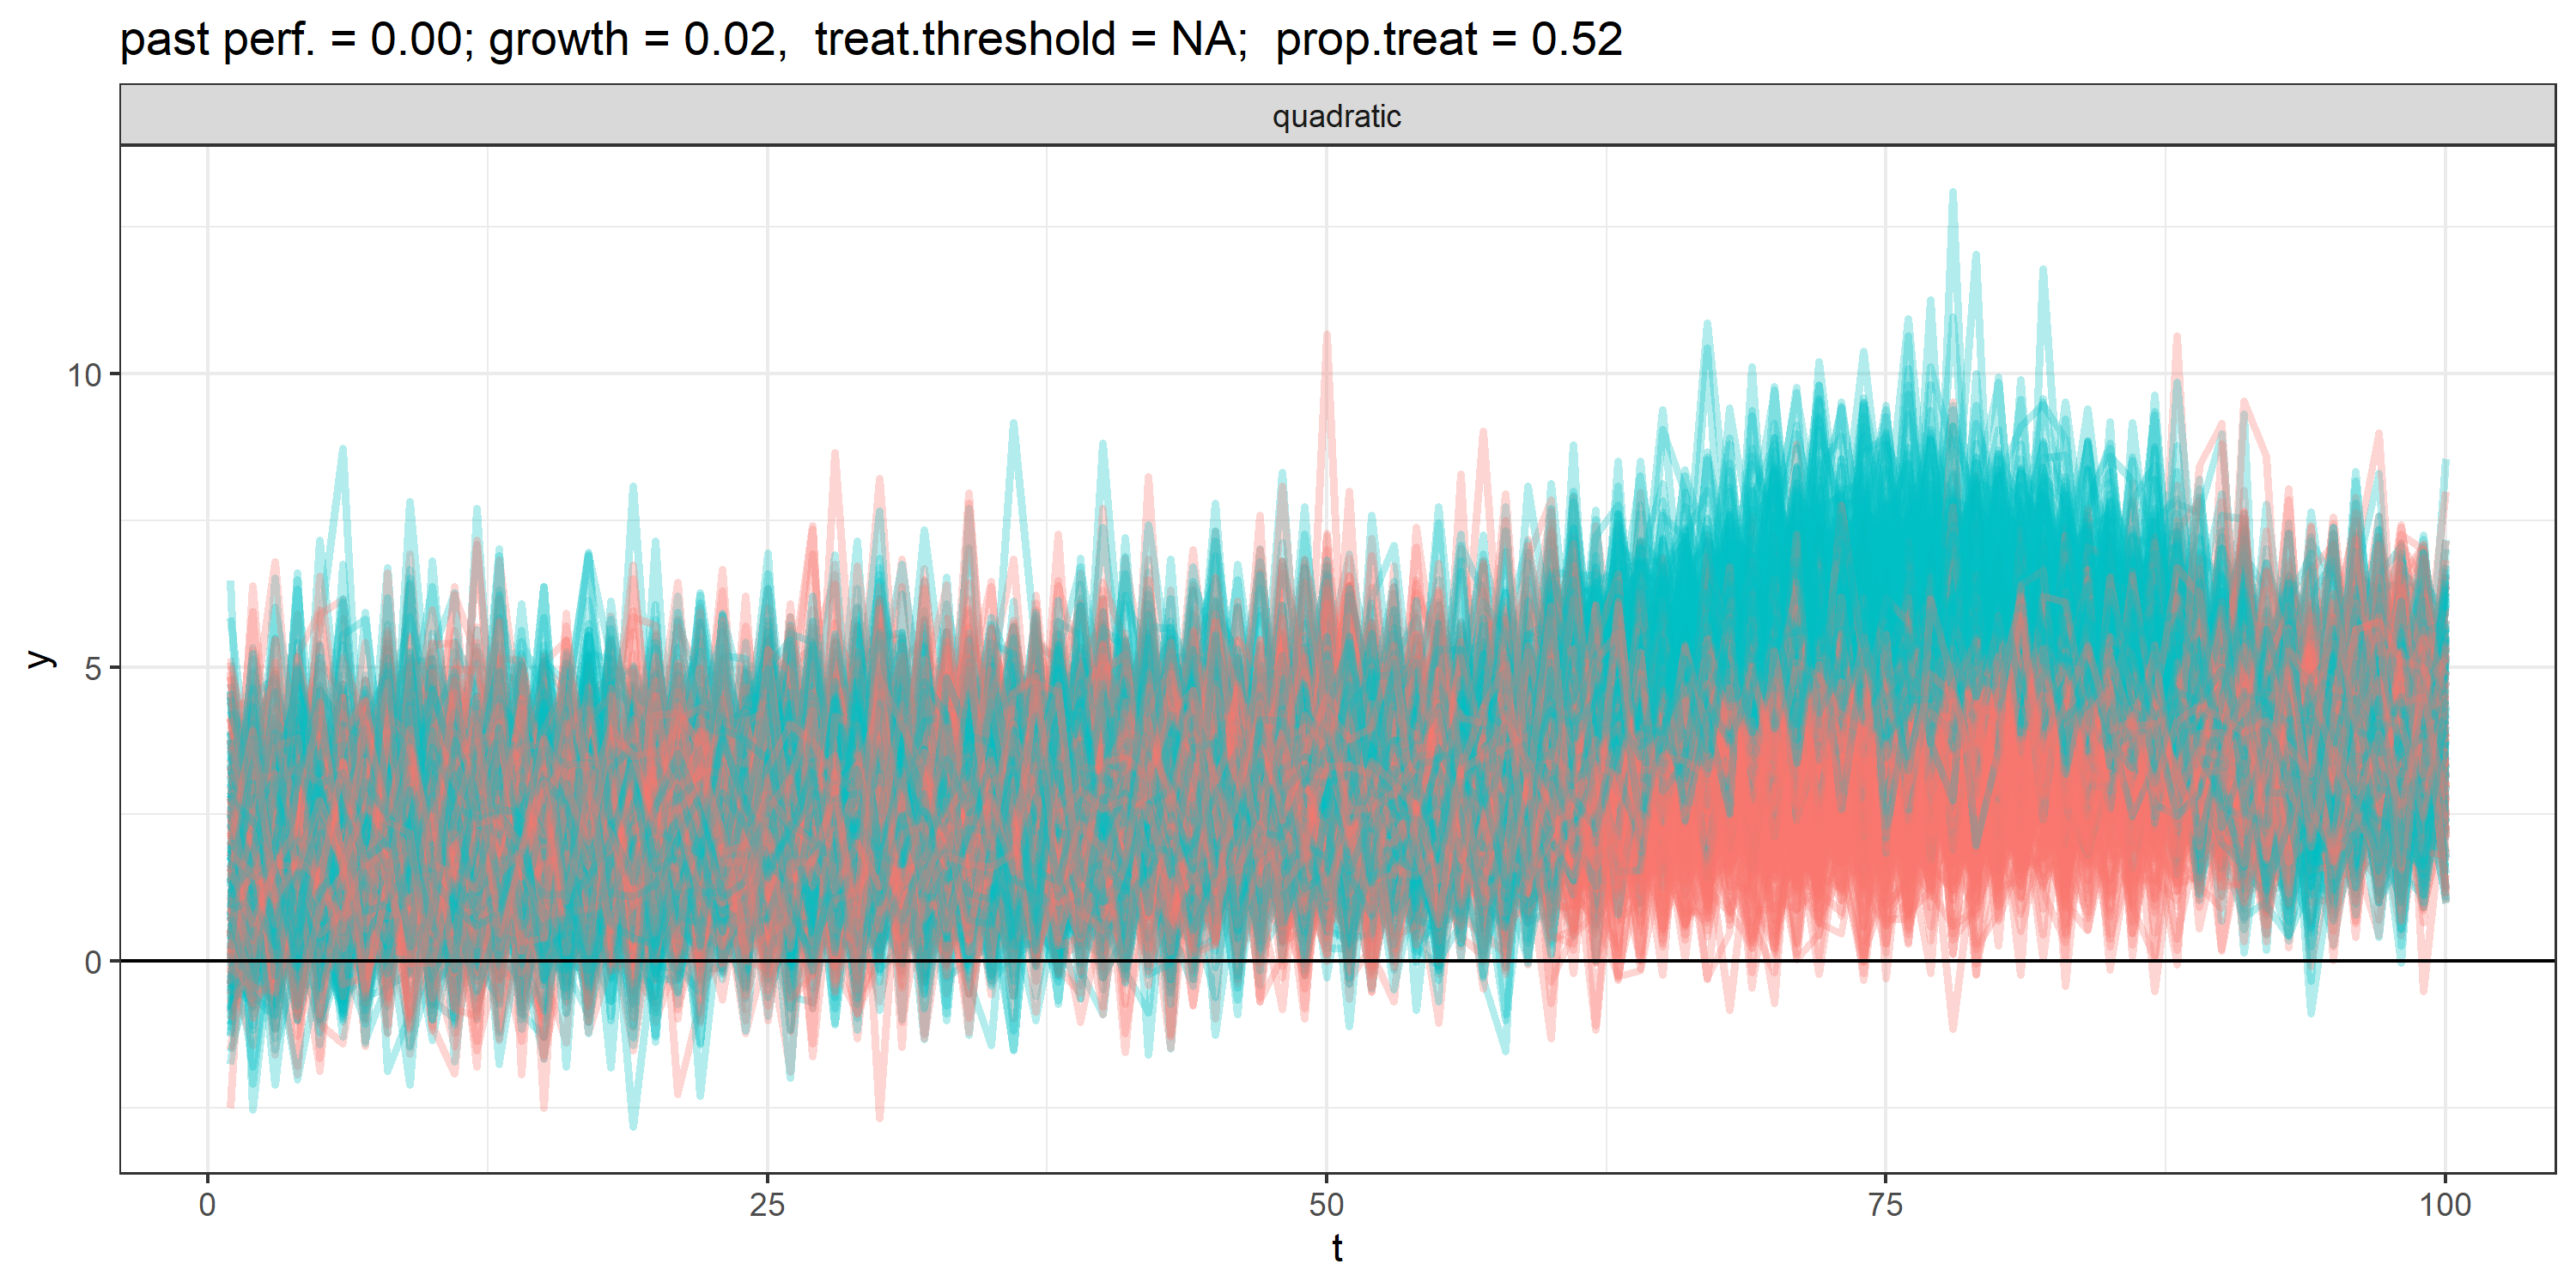 past perf. = 0.00; growth = 0.02,  treat.threshold = NA;  prop.treat = 0.52
quadratic
10
5
0
y
0 25 50 75 100
t